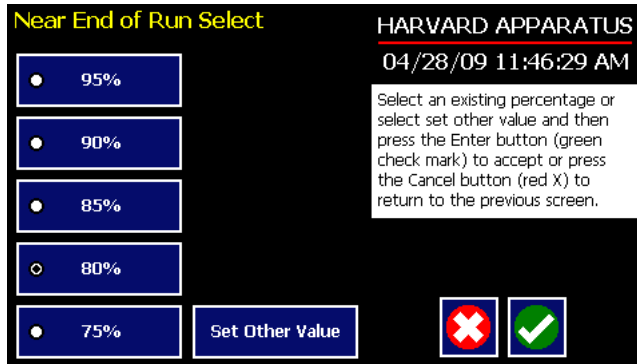 Near End of Run Select
95%
90%
85%
80%
75%
Set Other Value
HARVARD APPARATUS
04/28/09 11:46:29 AM
Select an existing percentage or
select set other value and then
press the Enter button (green
check mark) to accept or press
the Cancel button (red X) to
return to the previous screen.